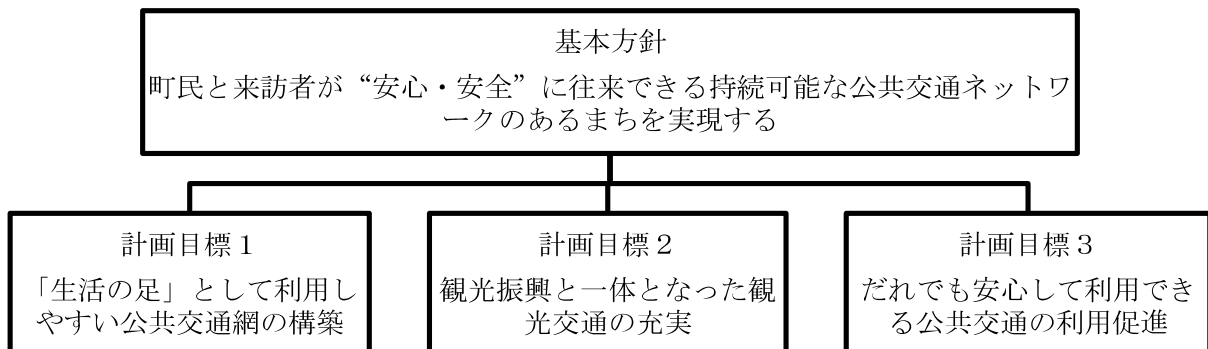 基本方針
町民と来訪者が“安心・安全”に往来できる持続可能な公共交通ネットワ
ークのあるまちを実現する
計画目標１
「生活の足」として利用し
やすい公共交通網の構築
計画目標２
観光振興と一体となった観
光交通の充実
計画目標３
だれでも安心して利用でき
る公共交通の利用促進